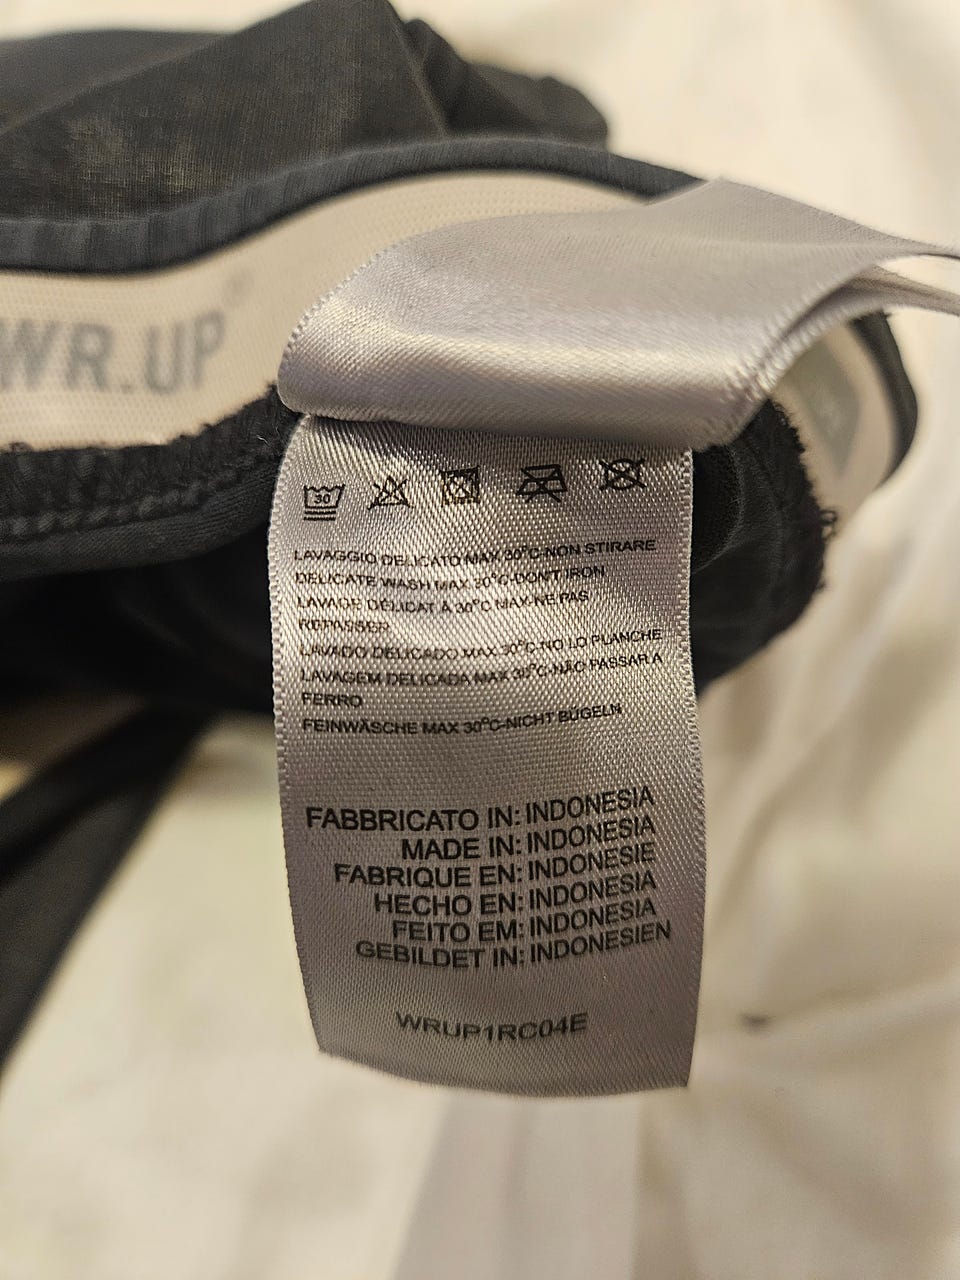 WR.UP
30
LAVAGGIO DELICATO MAX 30°C-NON STIRARE
DELICATE WASH MAX 30°C-DON'T IRON
LAVAGE DÉLICAT À 30°C MAX-NE PAS
REPASSER
LAVADO DELICADO MAX 30°C-NO LO PLANCHE
LAVAGEM DELICADA MAX 30°C-NÃO PASSAR A
FERRO
FEINWÄSCHE MAX 30°C-NICHT BÜGELN
FABBRICATO IN: INDONESIA
MADE IN: INDONESIA
FABRIQUE EN: INDONESIE
HECHO EN: INDONESIA
FEITO EM: INDONESIA
GEBILDET IN: INDONESIEN
WRUP1RC04E